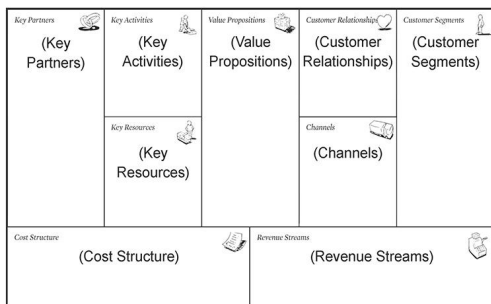 Key Partners
(Key
Partners)
Key Activities
(Key
Activities)
Key Resources
(Key
Resources)
Value Propositions
(Value
Propositions)
Customer Relationships
(Customer
Relationships)
Channels
(Channels)
Customer Segments
(Customer
Segments)
Cost Structure
(Cost Structure)
Revenue Streams
(Revenue Streams)